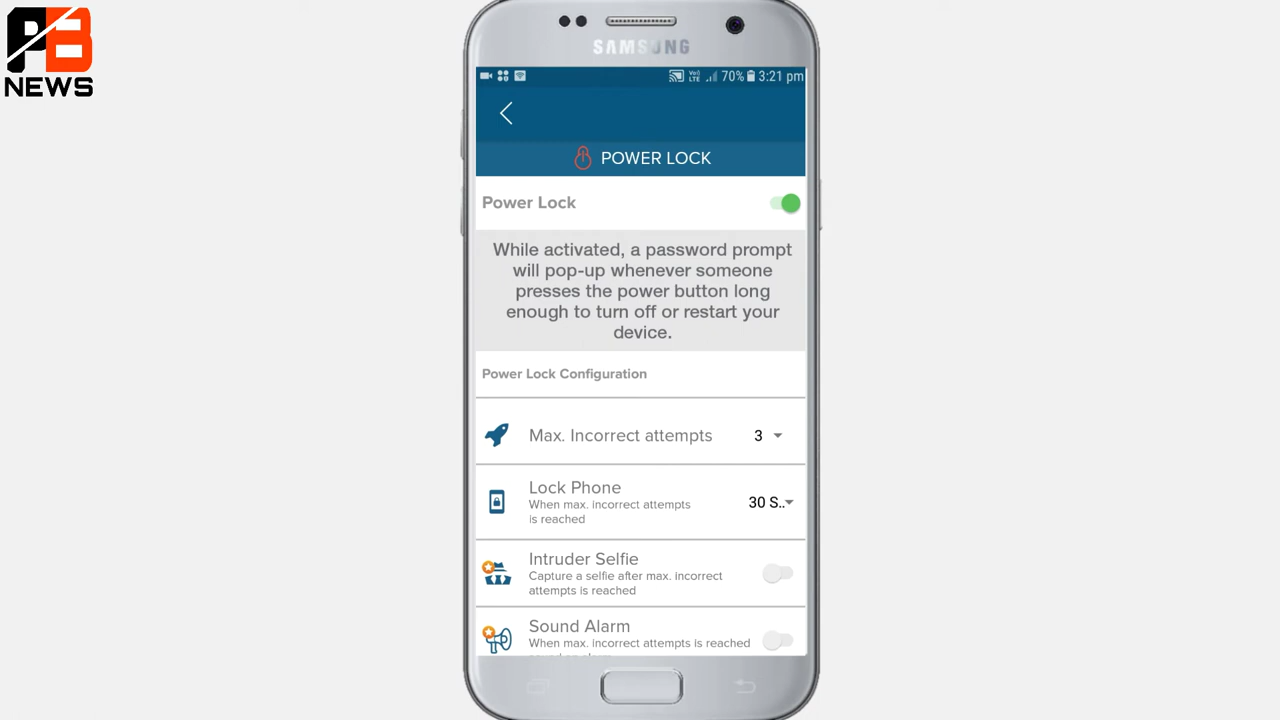 PB
NEWS
SAMSUNG
VoI LTE 70% 3:21 pm
POWER LOCK
Power Lock
While activated, a password prompt
will pop-up whenever someone
presses the power button long
enough to turn off or restart your
device.
Power Lock Configuration
Max. Incorrect attempts 3
Lock Phone
When max. incorrect attempts
is reached
30 S..
Intruder Selfie
Capture a selfie after max. incorrect
attempts is reached
Sound Alarm
When max. incorrect attempts is reached